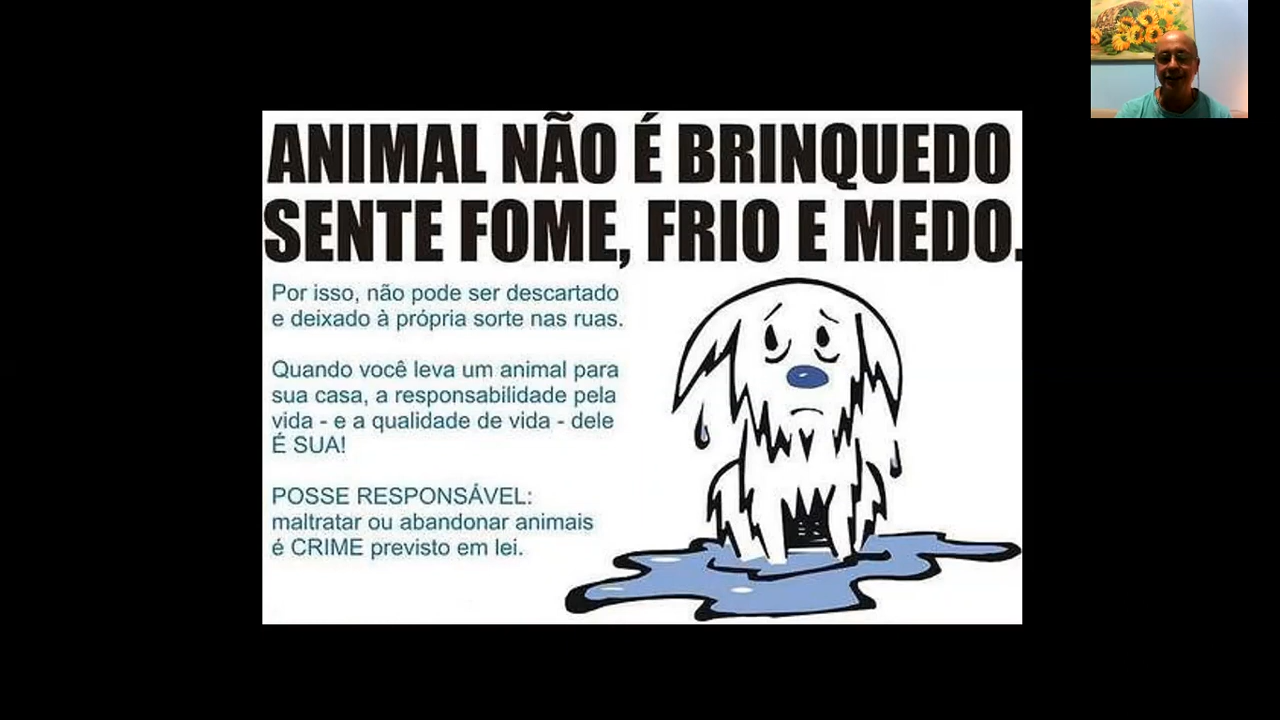 ANIMAL NÃO É BRINQUEDO
SENTE FOME, FRIO E MEDO.
Por isso, não pode ser descartado
e deixado à própria sorte nas ruas.
Quando você leva um animal para
sua casa, a responsabilidade pela
vida - e a qualidade de vida - dele
É SUA!
POSSE RESPONSÁVEL:
maltratar ou abandonar animais
é CRIME previsto em lei.